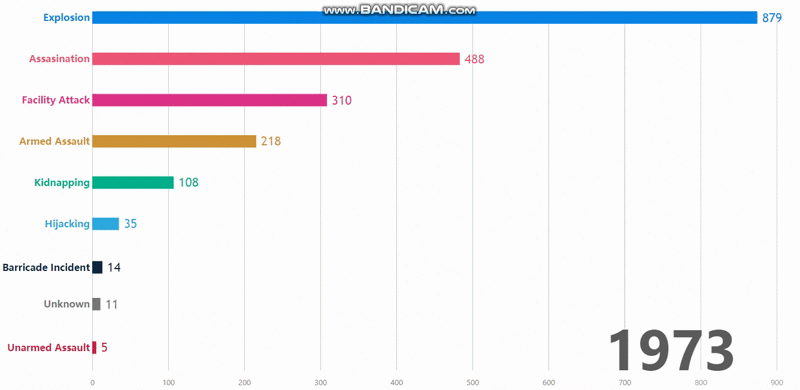 www.BANDICAM.com
Explosion 879
Assasination 488
Facility Attack 310
Armed Assault 218
Kidnapping 108
Hijacking 35
Barricade Incident 14
Unknown 11
Unarmed Assault 5
1973
0 100 200 300 400 500 600 700 800 900